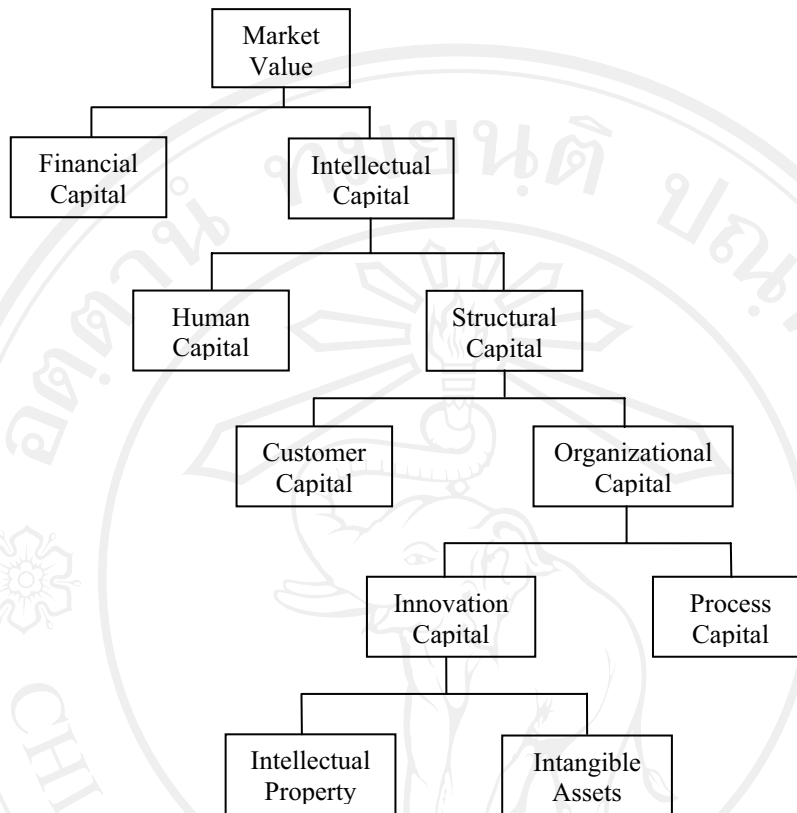 Market
Value
Financial
Capital
Intellectual
Capital
Human
Capital
Structural
Capital
Customer
Capital
Organizational
Capital
Innovation
Capital
Process
Capital
Intellectual
Property
Intangible
Assets
CHI